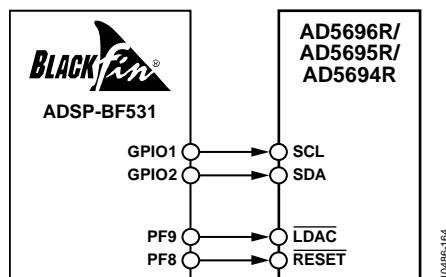 BLACKfin®
ADSP-BF531
AD5696R/
AD5695R/
AD5694R
GPIO1
SCL
GPIO2
SDA
PF9
LDAC
PF8
RESET
10486-164